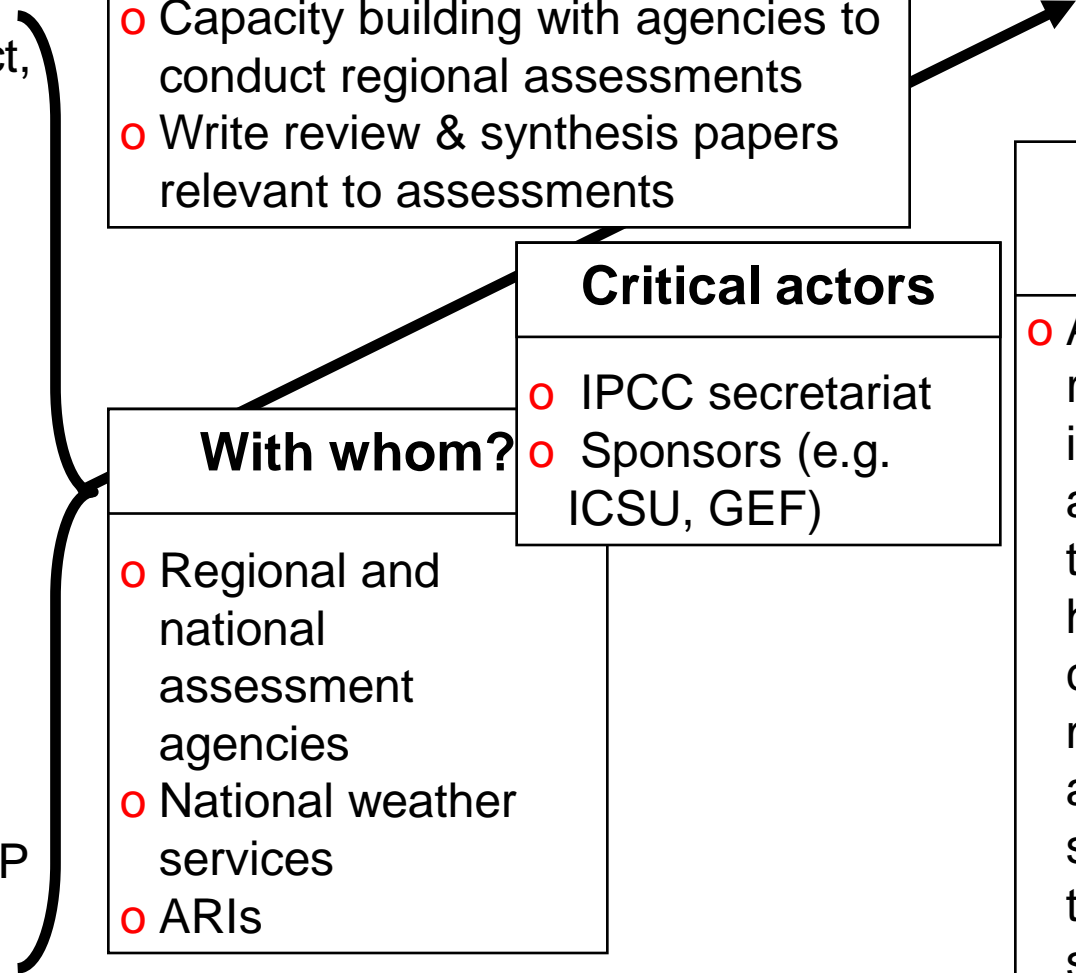 o Capacity building with agencies to
conduct regional assessments
o Write review & synthesis papers
relevant to assessments
Critical actors
o IPCC secretariat
o Sponsors (e.g.
ICSU, GEF)
With whom?
o Regional and
national
assessment
agencies
o National weather
services
o ARIs